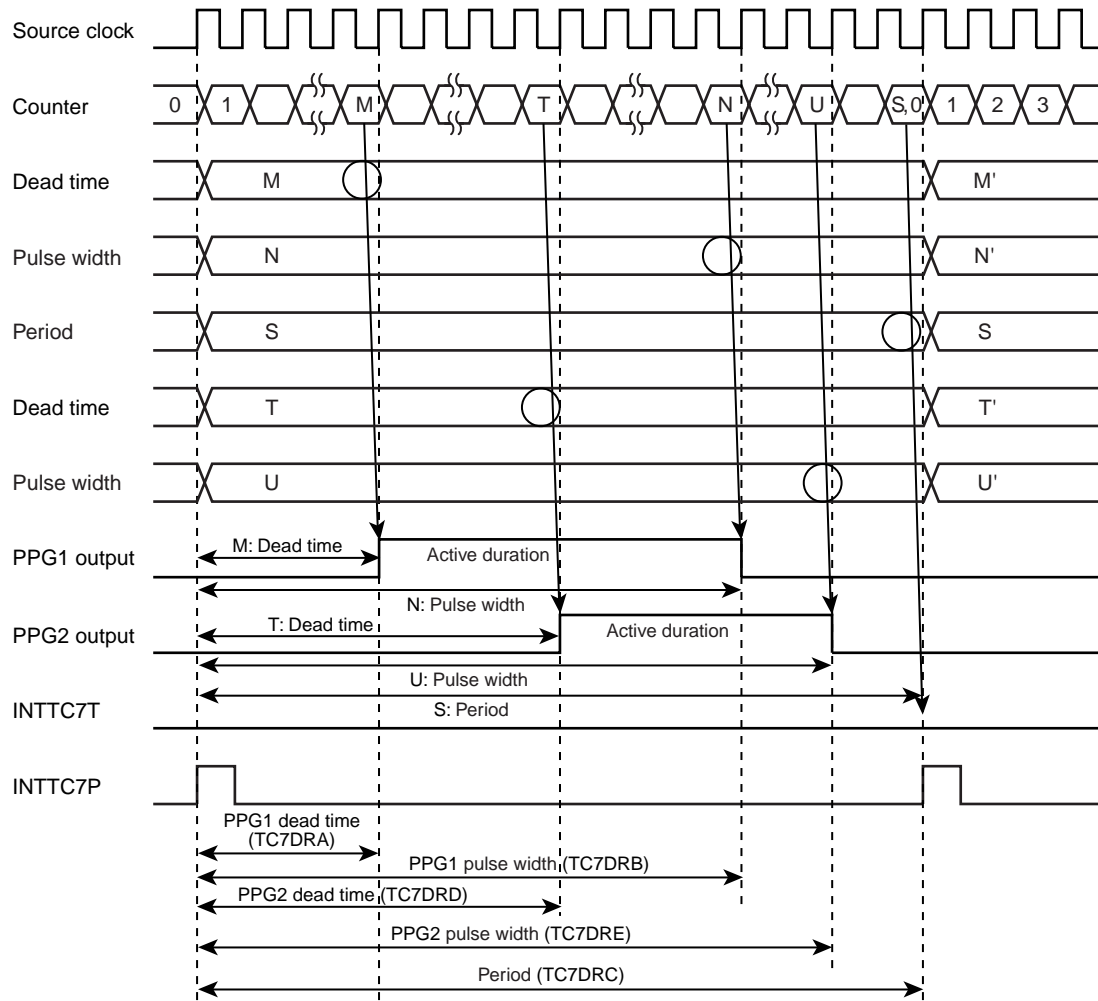 Source clock
Counter 0 1 M T N U S,0 1 2 3
Dead time M M'
Pulse width N N'
Period S S
Dead time T T'
Pulse width U U'
M: Dead time
PPG1 output Active duration
N: Pulse width
T: Dead time
PPG2 output Active duration
U: Pulse width
INTTC7T
S: Period
INTTC7P
PPG1 dead time
(TC7DRA)
PPG1 pulse width (TC7DRB)
PPG2 dead time (TC7DRD)
PPG2 pulse width (TC7DRE)
Period (TC7DRC)